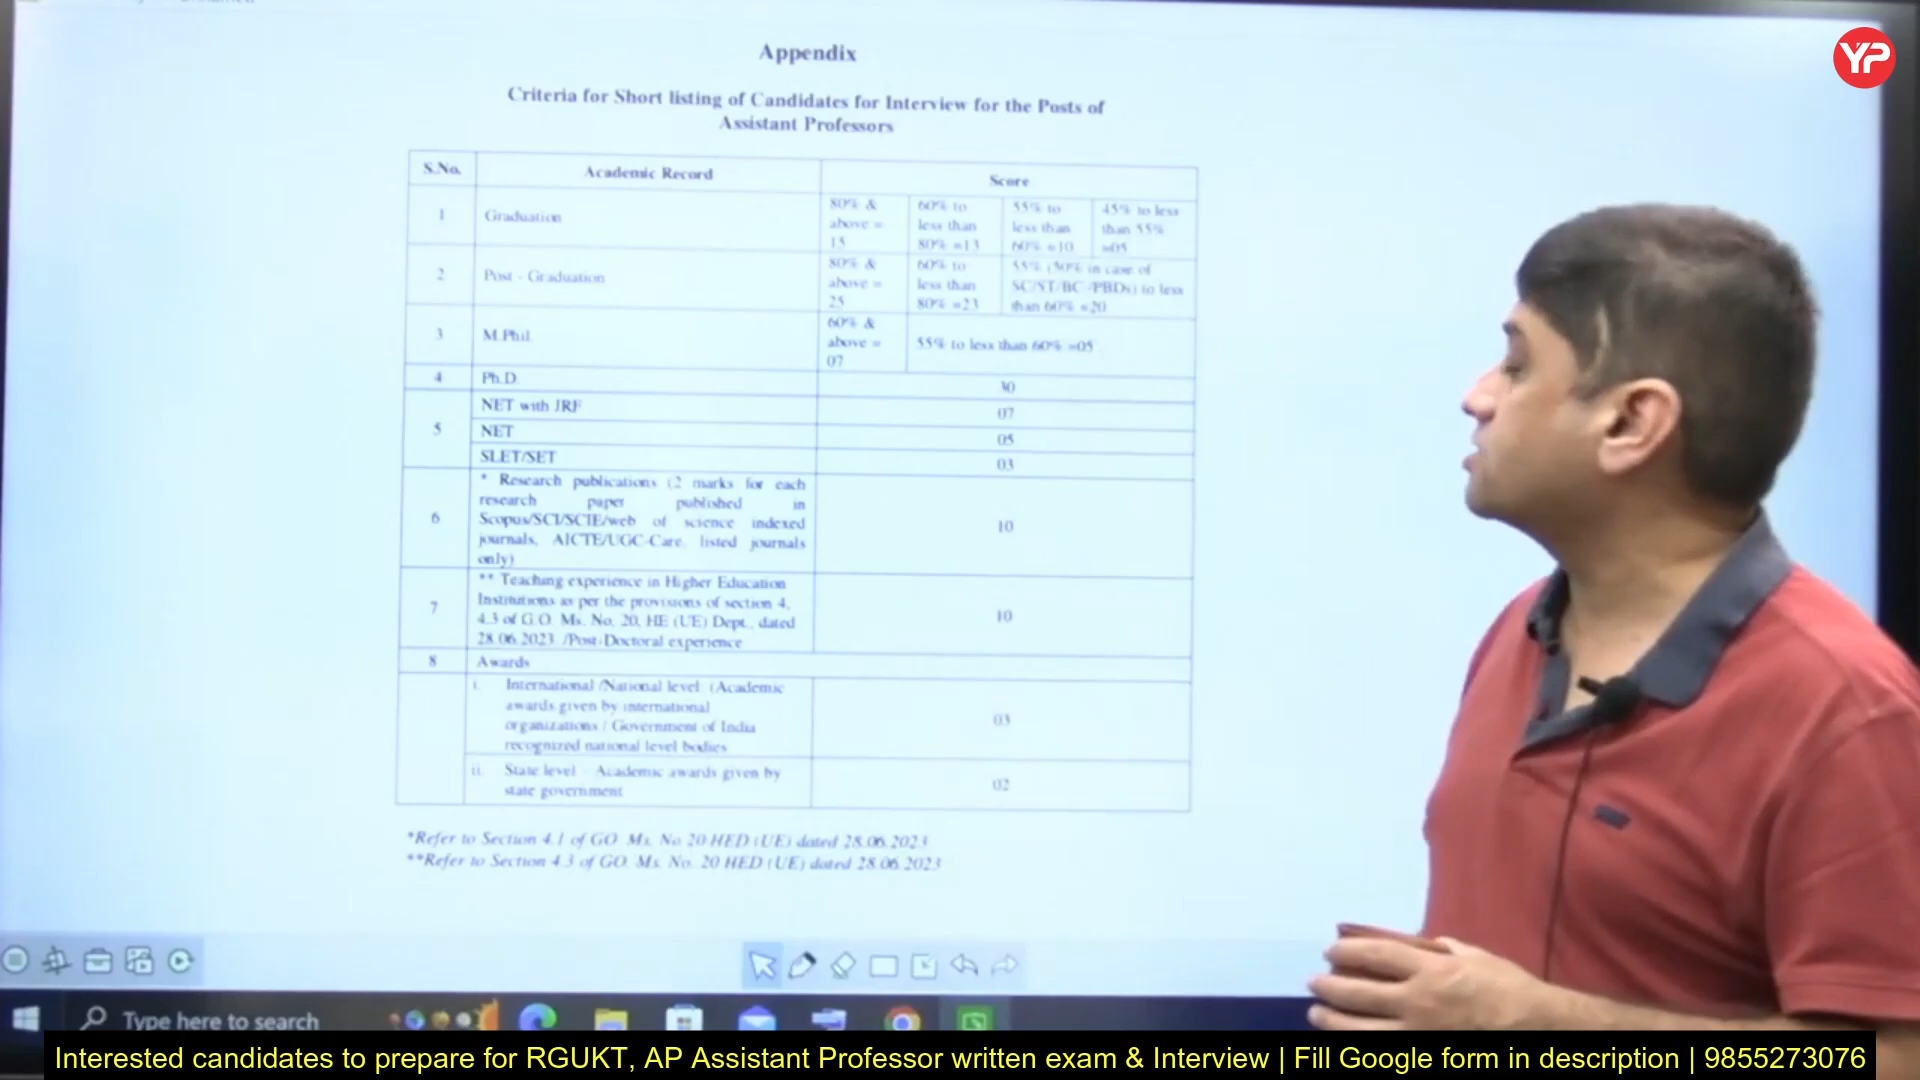 YP
Appendix
Criteria for Short listing of Candidates for Interview for the Posts of
Assistant Professors
S.No. Academic Record Score
1 Graduation 80% & above = 15 60% to less than 80% =13 55% to less than 60% =10 45% to less than 55% =05
2 Post - Graduation 80% & above = 25 60% to less than 80% =23 55% (50% in case of SC/ST/BC /PBDs) to less than 60% =20
3 M.Phil. 60% & above = 07 55% to less than 60% =05
4 Ph.D. 30
5 NET with JRF 07
NET 05
SLET/SET 03
6 * Research publications (2 marks for each
research paper published in
Scopus/SCI/SCIE/web of science indexed
journals, AICTE/UGC-Care, listed journals
only)
10
7 ** Teaching experience in Higher Education
Institutions as per the provisions of section 4,
4.3 of G.O. Ms. No. 20, HE (UE) Dept., dated
28.06.2023 /Post-Doctoral experience
10
8 Awards
i. International /National level: (Academic
awards given by international
organizations / Government of India
recognized national level bodies
03
ii. State level - Academic awards given by
state government
02
*Refer to Section 4.1 of GO. Ms. No 20 HED (UE) dated 28.06.2023
**Refer to Section 4.3 of GO. Ms. No. 20 HED (UE) dated 28.06.2023
Type here to search
Interested candidates to prepare for RGUKT, AP Assistant Professor written exam & Interview | Fill Google form in description | 9855273076